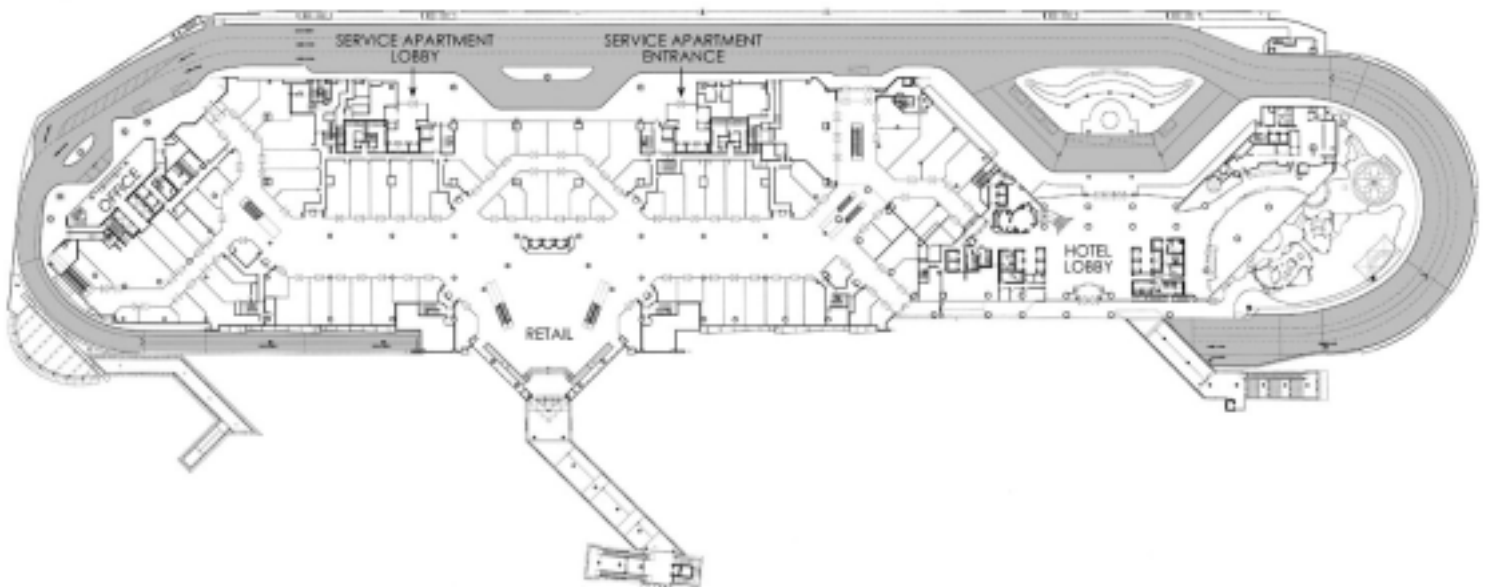 SERVICE APARTMENT
LOBBY
SERVICE APARTMENT
ENTRANCE
OFFICE
HOTEL
LOBBY
RETAIL